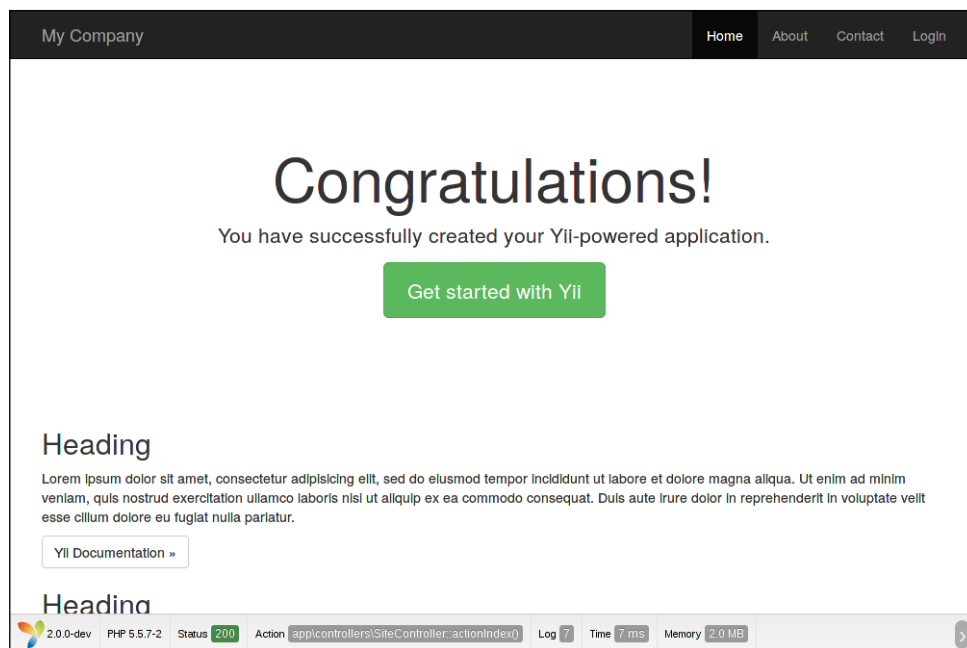 My Company Home About Contact Login
Congratulations!
You have successfully created your Yii-powered application.
Get started with Yii
Heading
Lorem ipsum dolor sit amet, consectetur adipisicing elit, sed do eiusmod tempor incididunt ut labore et dolore magna aliqua. Ut enim ad minim
veniam, quis nostrud exercitation ullamco laboris nisi ut aliquip ex ea commodo consequat. Duis aute irure dolor in reprehenderit in voluptate velit
esse cillum dolore eu fugiat nulla pariatur.
Yii Documentation »
Heading
2.0.0-dev PHP 5.5.7-2 Status 200 Action app\controllers\SiteController::actionIndex() Log 7 Time 7 ms Memory 2.0 MB ›